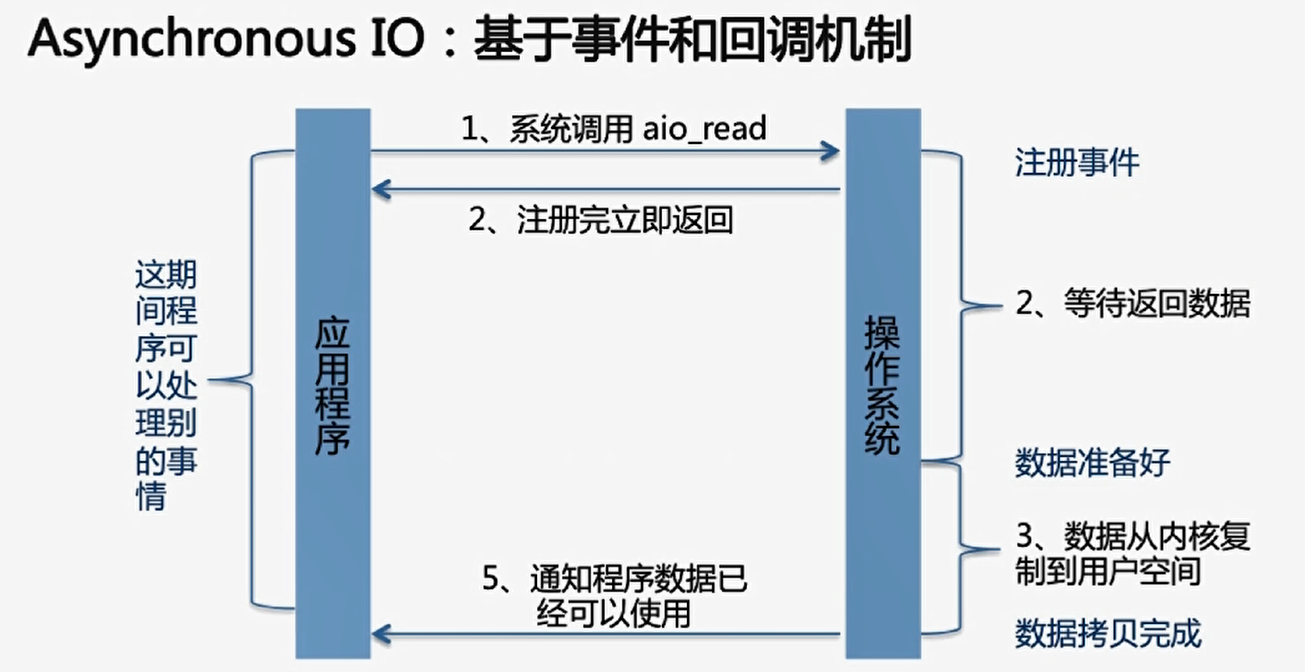 Asynchronous IO：基于事件和回调机制
1、系统调用 aio_read
注册事件
2、注册完立即返回
这期
间程
序可
以处
理别
的事
情
应用程序
操作系统
2、等待返回数据
数据准备好
3、数据从内核复
制到用户空间
5、通知程序数据已
经可以使用
数据拷贝完成